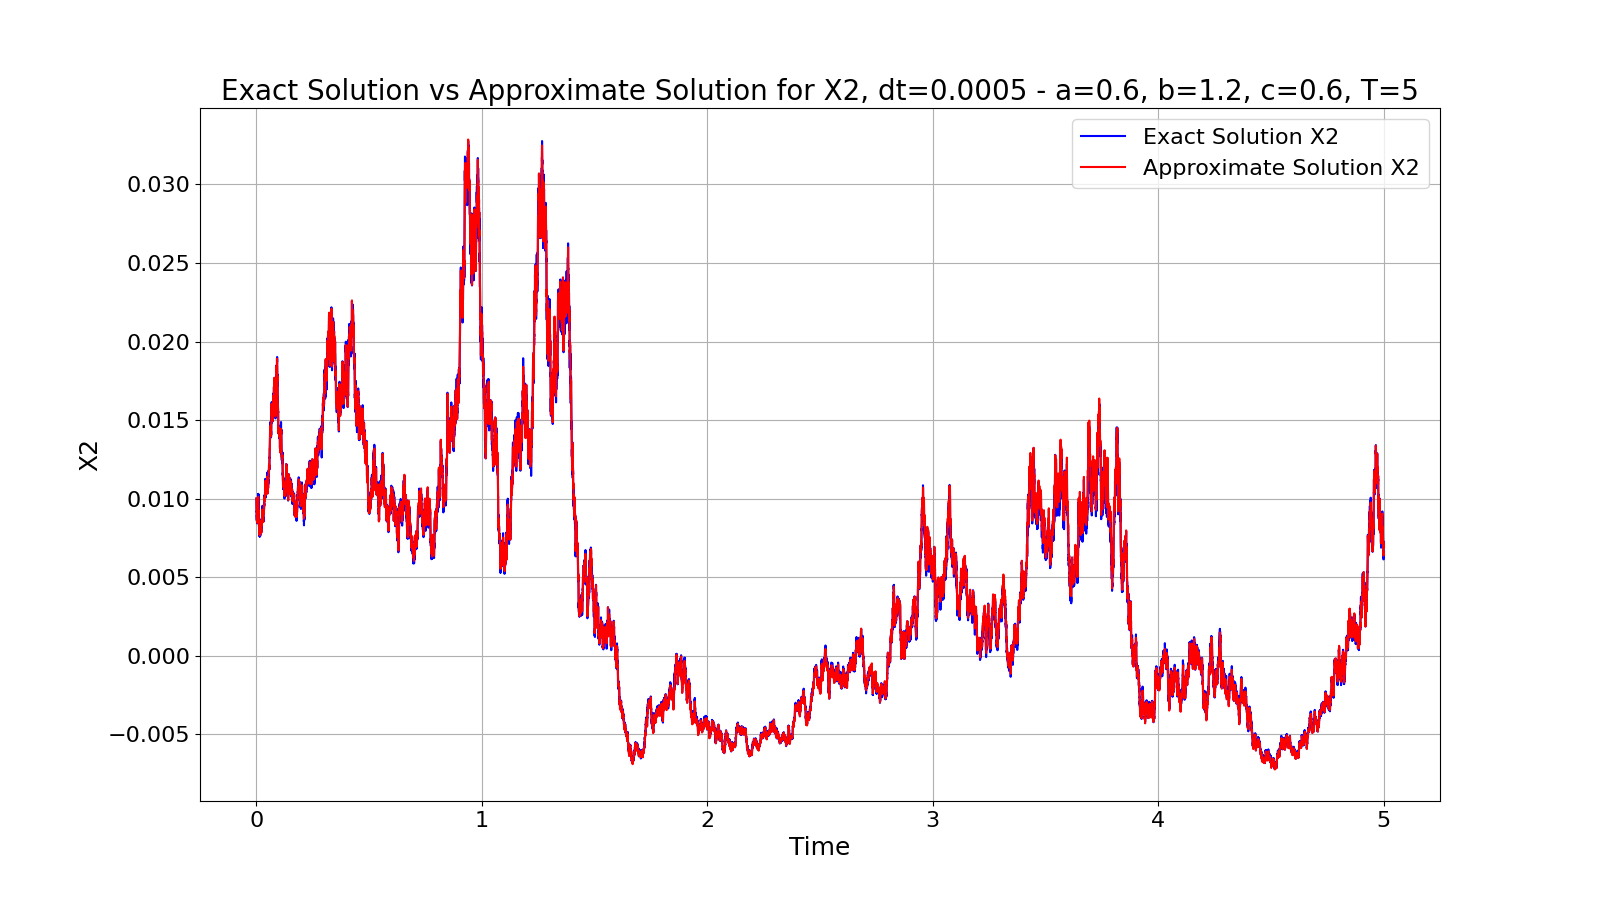 Exact Solution vs Approximate Solution for X2, dt=0.0005 - a=0.6, b=1.2, c=0.6, T=5
Exact Solution X2
Approximate Solution X2
0.030
0.025
0.020
0.015
0.010
0.005
0.000
−0.005
X2
0 1 2 3 4 5
Time